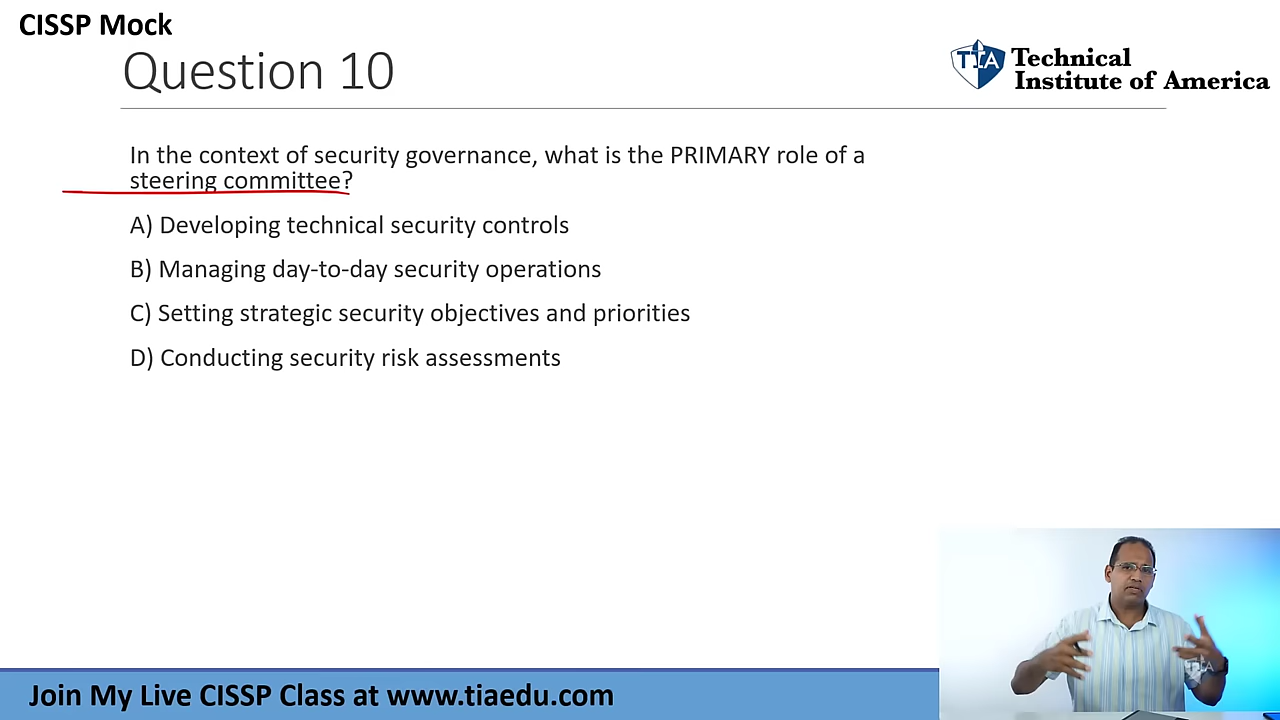 CISSP Mock
Question 10
Technical
Institute of America
TIA
In the context of security governance, what is the PRIMARY role of a
steering committee?
A) Developing technical security controls
B) Managing day-to-day security operations
C) Setting strategic security objectives and priorities
D) Conducting security risk assessments
TIA
Join My Live CISSP Class at www.tiaedu.com